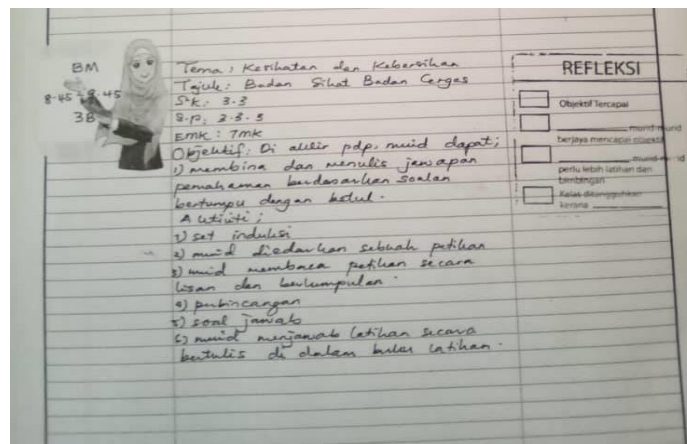 BM
8.45-9.45
3B
Tema : Kesihatan dan Kebersihan
Tajuk : Badan Sihat Badan Cergas
S.K : 3.3
S.P : 3.3.3
EMK : TMK
Objektif : Di akhir pdp, muid dapat;
1) membina dan menulis jawapan
pemahaman berdasarkan soalan
bertumpu dengan betul.
Aktiviti ;
1) set induksi
2) murid diedarkan sebuah petikan
3) murid membaca petikan secara
lisan dan berkumpulan.
4) perbincangan
5) soal jawab
6) murid menjawab latihan secara
bertulis di dalam buku latihan.
REFLEKSI
Objektif Tercapai
murid-murid
berjaya mencapai objektif
murid-murid
perlu lebih latihan dan
bimbingan
Kelas ditangguhkan
kerana